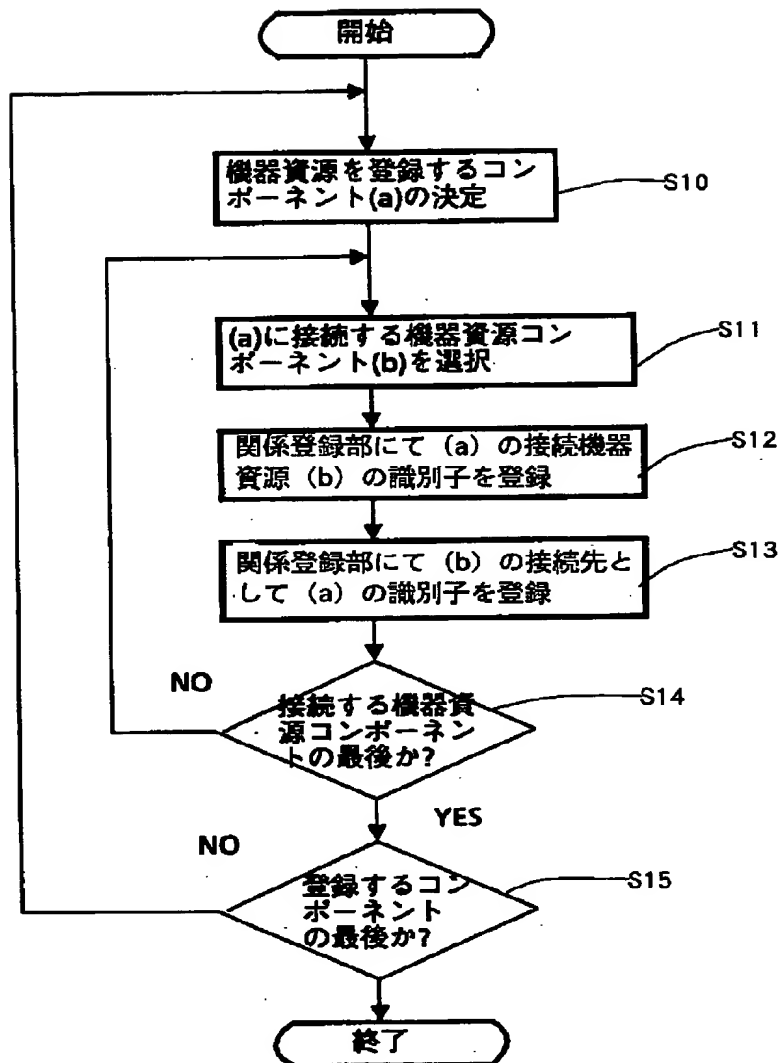 開始
機器資源を登録するコン
ポーネント(a)の決定
S10
(a)に接続する機器資源コン
ポーネント(b)を選択
S11
関係登録部にて（a）の接続機器
資源（b）の識別子を登録
S12
関係登録部にて（b）の接続先と
して（a）の識別子を登録
S13
NO
接続する機器資
源コンポーネン
トの最後か?
S14
YES
NO
登録するコン
ポーネント
の最後か?
S15
終了